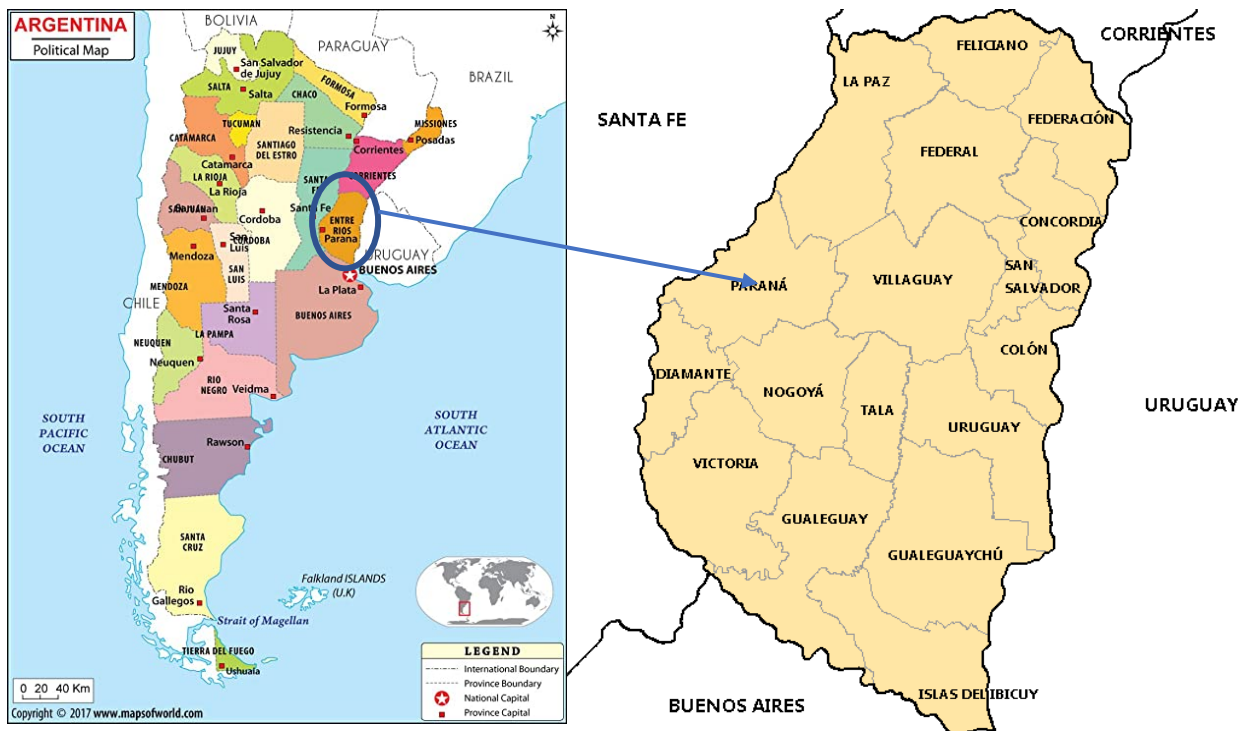 ARGENTINA
Political Map
BOLIVIA
PARAGUAY
BRAZIL
CHILE
URUGUAY
N
JUJUY
San Salvador
de Jujuy
SALTA
Salta
FORMOSA
Formosa
CHACO
Resistencia
MISSIONES
Posadas
TUCUMAN
CATAMARCA
Catamarca
SANTIAGO
DEL ESTRO
Corrientes
CORRIENTES
LA RIOJA
La Rioja
SANTA
Santa Fe
SAN JUAN
Cordoba
CORDOBA
ENTRE
RIOS
Parana
San
Luis
SAN
LUIS
Mendoza
MENDOZA
BUENOS AIRES
La Plata
BUENOS AIRES
Santa
Rosa
LA PAMPA
NEUQUEN
Neuquen
RIO
NEGRO
Veidma
SOUTH
PACIFIC
OCEAN
SOUTH
ATLANTIC
OCEAN
Rawson
CHUBUT
SANTA
CRUZ
Rio
Gallegos
Falkland ISLANDS
(U.K)
Strait of Magellan
TIERRA DEL FUEGO
Ushuaia
0 20 40 Km
Copyright © 2017 www.mapsofworld.com
LEGEND
International Boundary
Province Boundary
National Capital
Province Capital
CORRIENTES
SANTA FE
URUGUAY
BUENOS AIRES
FELICIANO
LA PAZ
FEDERACIÓN
FEDERAL
CONCORDIA
SAN
SALVADOR
VILLAGUAY
PARANÁ
COLÓN
DIAMANTE
NOGOYÁ
TALA
URUGUAY
VICTORIA
GUALEGUAY
GUALEGUAYCHÚ
ISLAS DEL IBICUY